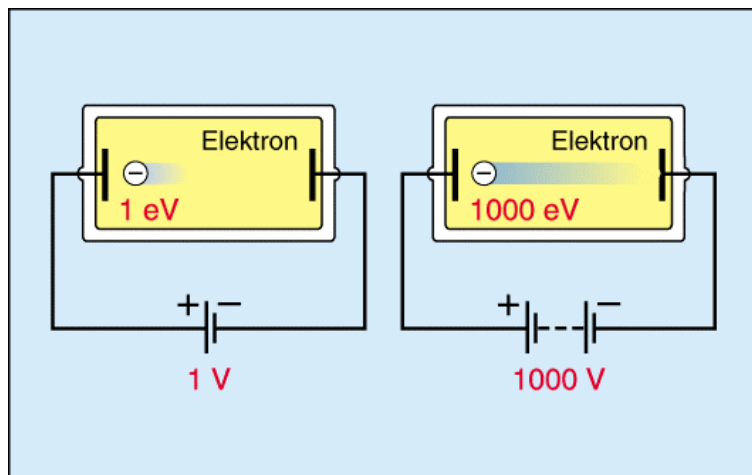 Elektron
−
1 eV
+ −
1 V
Elektron
−
1000 eV
+ −
1000 V